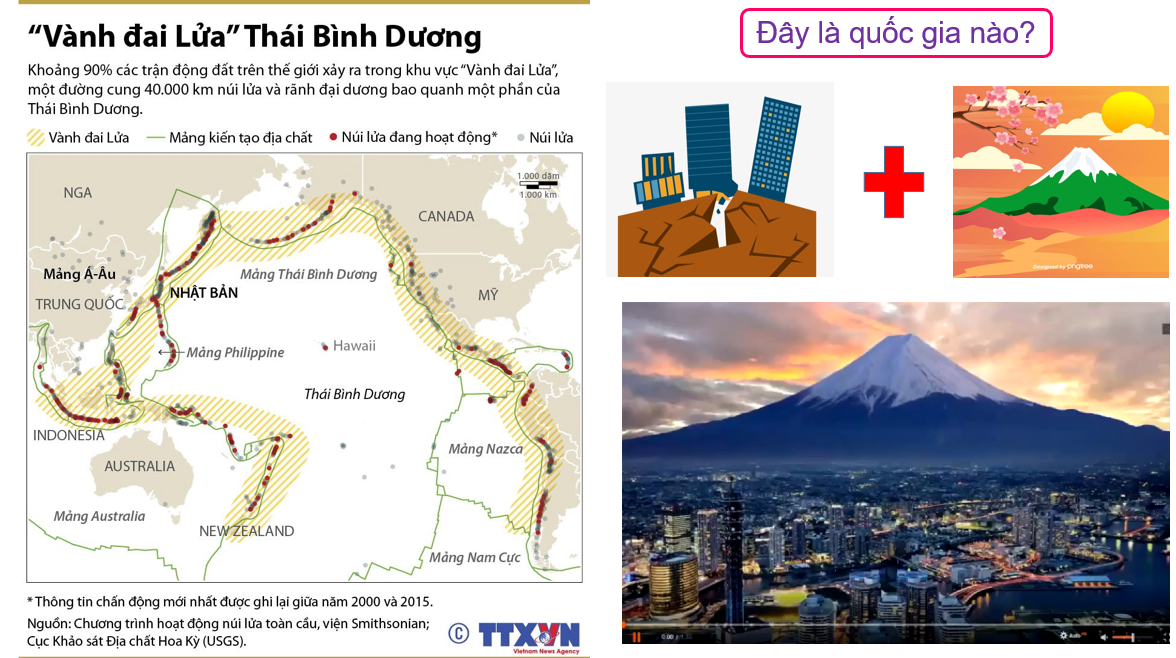 “Vành đai Lửa” Thái Bình Dương
Khoảng 90% các trận động đất trên thế giới xảy ra trong khu vực “Vành đai Lửa”,
một đường cung 40.000 km núi lửa và rãnh đại dương bao quanh một phần của
Thái Bình Dương.
Vành đai Lửa Mảng kiến tạo địa chất Núi lửa đang hoạt động* Núi lửa
1.000 dặm
1.000 km
NGA
CANADA
Mảng Á-Âu
Mảng Thái Bình Dương
NHẬT BẢN
MỸ
TRUNG QUỐC
Hawaii
Mảng Philippine
Thái Bình Dương
INDONESIA
Mảng Nazca
AUSTRALIA
Mảng Australia
NEW ZEALAND
Mảng Nam Cực
* Thông tin chấn động mới nhất được ghi lại giữa năm 2000 và 2015.
Nguồn: Chương trình hoạt động núi lửa toàn cầu, viện Smithsonian;
Cục Khảo sát Địa chất Hoa Kỳ (USGS).
© TTXVN
Vietnam News Agency
Đây là quốc gia nào?
Designed by pngtree
0:00
Auto